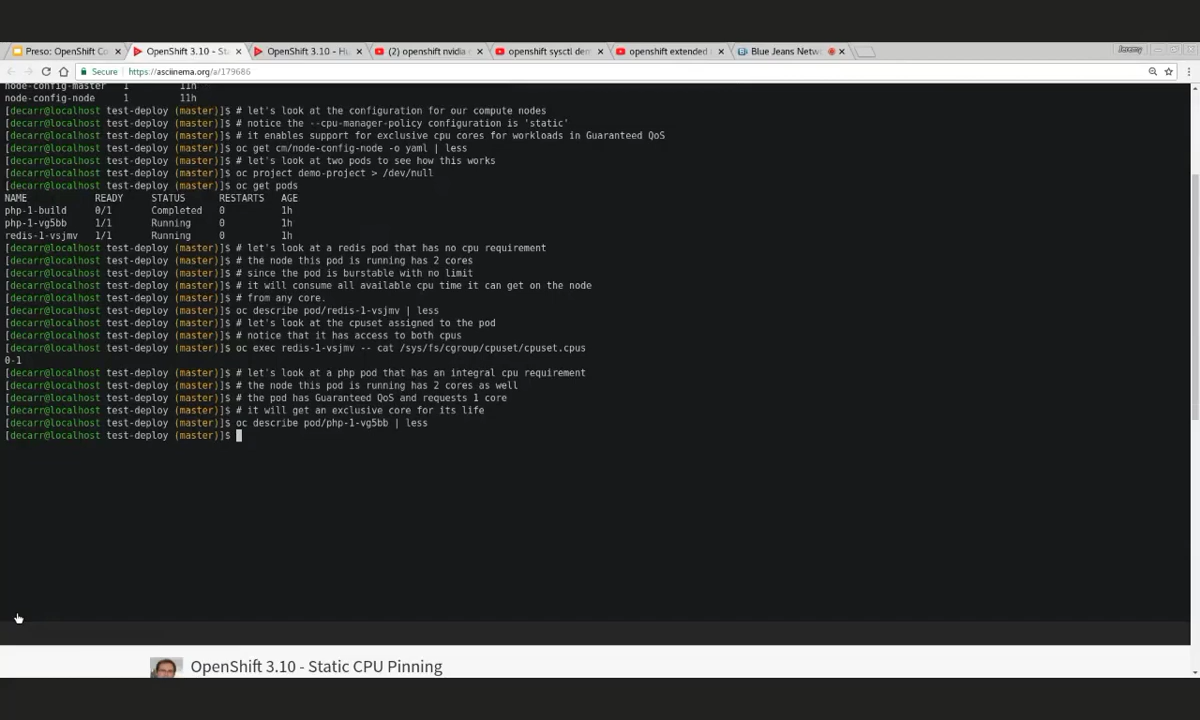 Preso: OpenShift Co
OpenShift 3.10 - Sta
OpenShift 3.10 - Hu
(2) openshift nvidia
openshift sysctl dem
openshift extended
Blue Jeans Netw
Jeremy
Secure
https://asciinema.org/a/179686
node-config-master 1 11h
node-config-node 1 11h
[decarr@localhost test-deploy (master)]$ # let's look at the configuration for our compute nodes
[decarr@localhost test-deploy (master)]$ # notice the --cpu-manager-policy configuration is 'static'
[decarr@localhost test-deploy (master)]$ # it enables support for exclusive cpu cores for workloads in Guaranteed QoS
[decarr@localhost test-deploy (master)]$ oc get cm/node-config-node -o yaml | less
[decarr@localhost test-deploy (master)]$ # let's look at two pods to see how this works
[decarr@localhost test-deploy (master)]$ oc project demo-project > /dev/null
[decarr@localhost test-deploy (master)]$ oc get pods
NAME READY STATUS RESTARTS AGE
php-1-build 0/1 Completed 0 1h
php-1-vg5bb 1/1 Running 0 1h
redis-1-vsjmv 1/1 Running 0 1h
[decarr@localhost test-deploy (master)]$ # let's look at a redis pod that has no cpu requirement
[decarr@localhost test-deploy (master)]$ # the node this pod is running has 2 cores
[decarr@localhost test-deploy (master)]$ # since the pod is burstable with no limit
[decarr@localhost test-deploy (master)]$ # it will consume all available cpu time it can get on the node
[decarr@localhost test-deploy (master)]$ # from any core.
[decarr@localhost test-deploy (master)]$ oc describe pod/redis-1-vsjmv | less
[decarr@localhost test-deploy (master)]$ # let's look at the cpuset assigned to the pod
[decarr@localhost test-deploy (master)]$ # notice that it has access to both cpus
[decarr@localhost test-deploy (master)]$ oc exec redis-1-vsjmv -- cat /sys/fs/cgroup/cpuset/cpuset.cpus
0-1
[decarr@localhost test-deploy (master)]$ # let's look at a php pod that has an integral cpu requirement
[decarr@localhost test-deploy (master)]$ # the node this pod is running has 2 cores as well
[decarr@localhost test-deploy (master)]$ # the pod has Guaranteed QoS and requests 1 core
[decarr@localhost test-deploy (master)]$ # it will get an exclusive core for its life
[decarr@localhost test-deploy (master)]$ oc describe pod/php-1-vg5bb | less
[decarr@localhost test-deploy (master)]$
OpenShift 3.10 - Static CPU Pinning